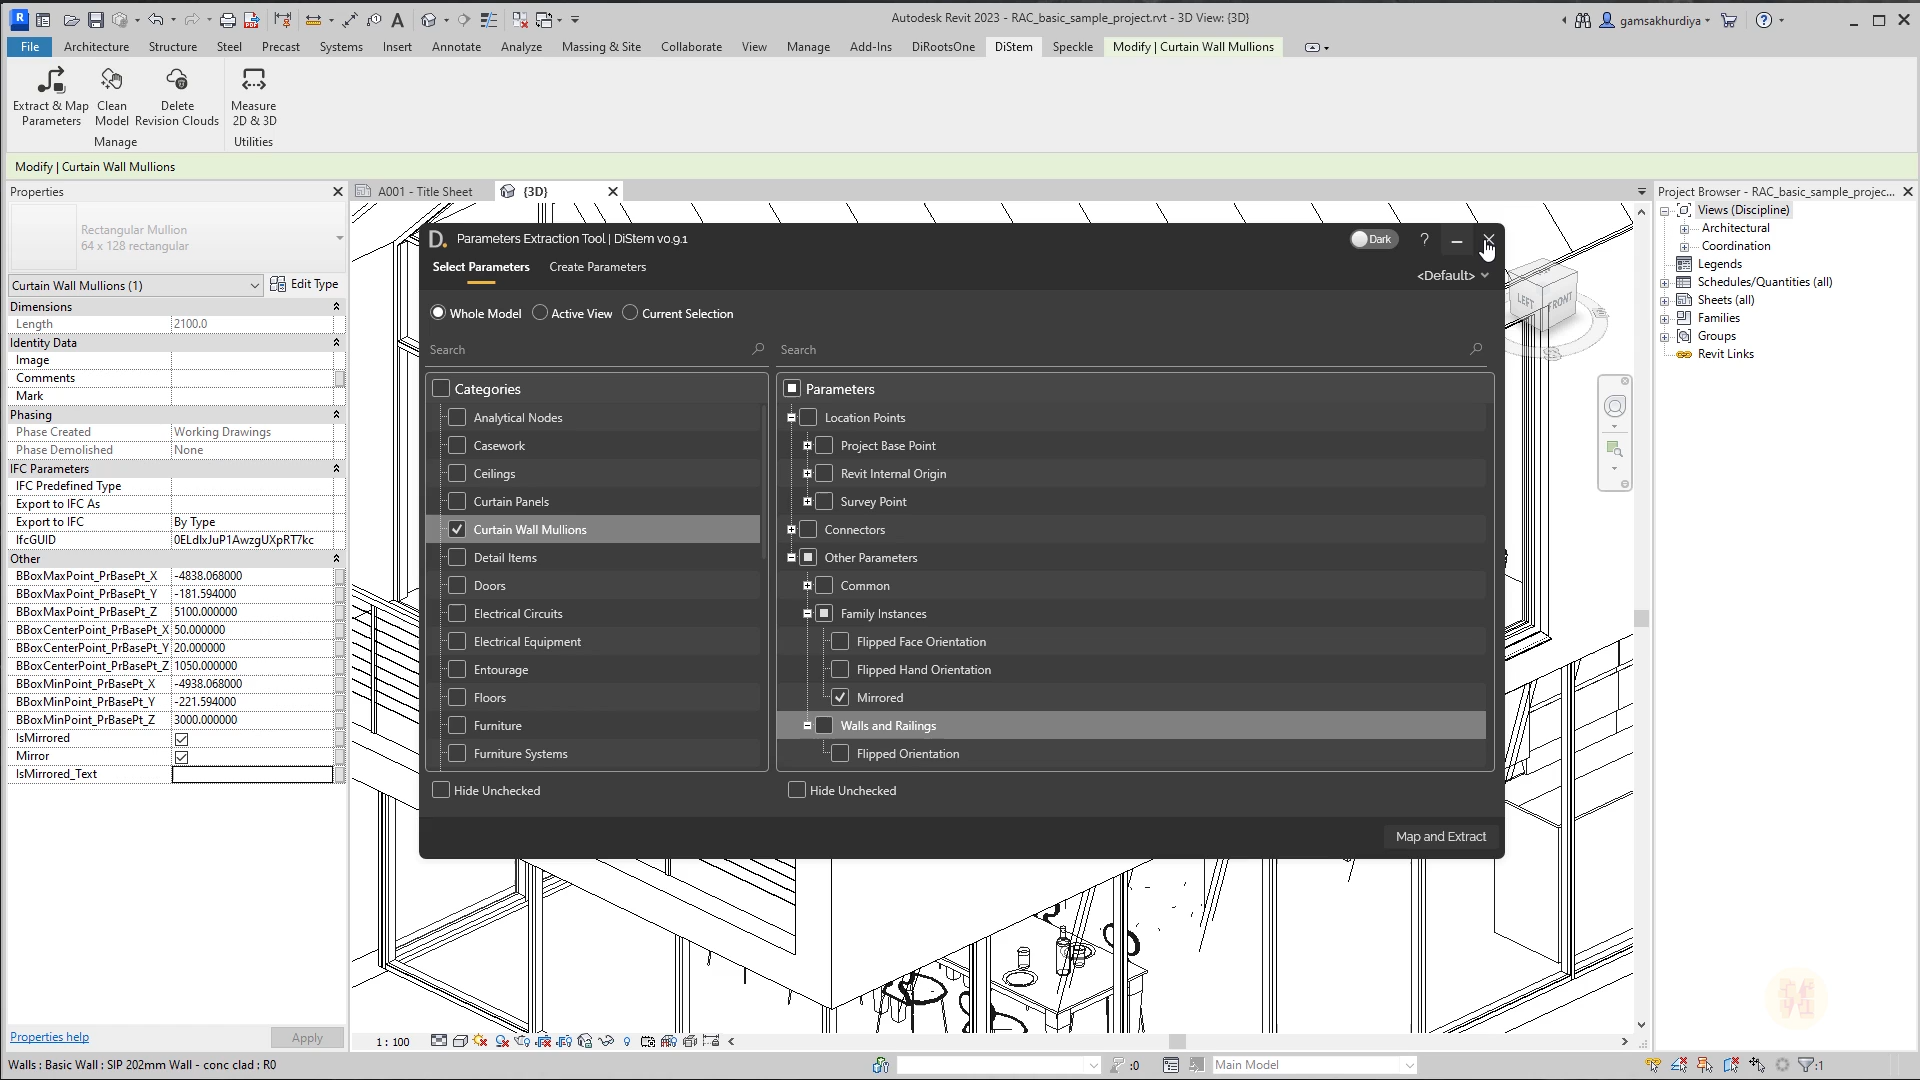 Autodesk Revit 2023 - RAC_basic_sample_project.rvt - 3D View: {3D}
gamsakhurdiya
File
Architecture
Structure
Steel
Precast
Systems
Insert
Annotate
Analyze
Massing & Site
Collaborate
View
Manage
Add-Ins
DiRootsOne
DiStem
Speckle
Modify | Curtain Wall Mullions
Extract & Map
Parameters
Clean
Model
Delete
Revision Clouds
Measure
2D & 3D
Manage
Utilities
Modify | Curtain Wall Mullions
Properties
Rectangular Mullion
64 x 128 rectangular
Curtain Wall Mullions (1)
Edit Type
Dimensions
Length 2100.0
Identity Data
Image
Comments
Mark
Phasing
Phase Created Working Drawings
Phase Demolished None
IFC Parameters
IFC Predefined Type
Export to IFC As
Export to IFC By Type
IfcGUID 0ELdlxJuP1AwzgUXpRT7kc
Other
BBoxMaxPoint_PrBasePt_X -4838.068000
BBoxMaxPoint_PrBasePt_Y -181.594000
BBoxMaxPoint_PrBasePt_Z 5100.000000
BBoxCenterPoint_PrBasePt_X 50.000000
BBoxCenterPoint_PrBasePt_Y 20.000000
BBoxCenterPoint_PrBasePt_Z 1050.000000
BBoxMinPoint_PrBasePt_X -4938.068000
BBoxMinPoint_PrBasePt_Y -221.594000
BBoxMinPoint_PrBasePt_Z 3000.000000
IsMirrored
Mirror
IsMirrored_Text
Properties help
Apply
A001 - Title Sheet
{3D}
D. Parameters Extraction Tool | DiStem v0.9.1
Dark
?
Select Parameters
Create Parameters
<Default>
Whole Model
Active View
Current Selection
Search
Search
Categories
Analytical Nodes
Casework
Ceilings
Curtain Panels
Curtain Wall Mullions
Detail Items
Doors
Electrical Circuits
Electrical Equipment
Entourage
Floors
Furniture
Furniture Systems
Hide Unchecked
Parameters
Location Points
Project Base Point
Revit Internal Origin
Survey Point
Connectors
Other Parameters
Common
Family Instances
Flipped Face Orientation
Flipped Hand Orientation
Mirrored
Walls and Railings
Flipped Orientation
Hide Unchecked
Map and Extract
LEFT
FRONT
Project Browser - RAC_basic_sample_projec...
Views (Discipline)
Architectural
Coordination
Legends
Schedules/Quantities (all)
Sheets (all)
Families
Groups
Revit Links
1 : 100
Walls : Basic Wall : SIP 202mm Wall - conc clad : R0
:0
Main Model
:1